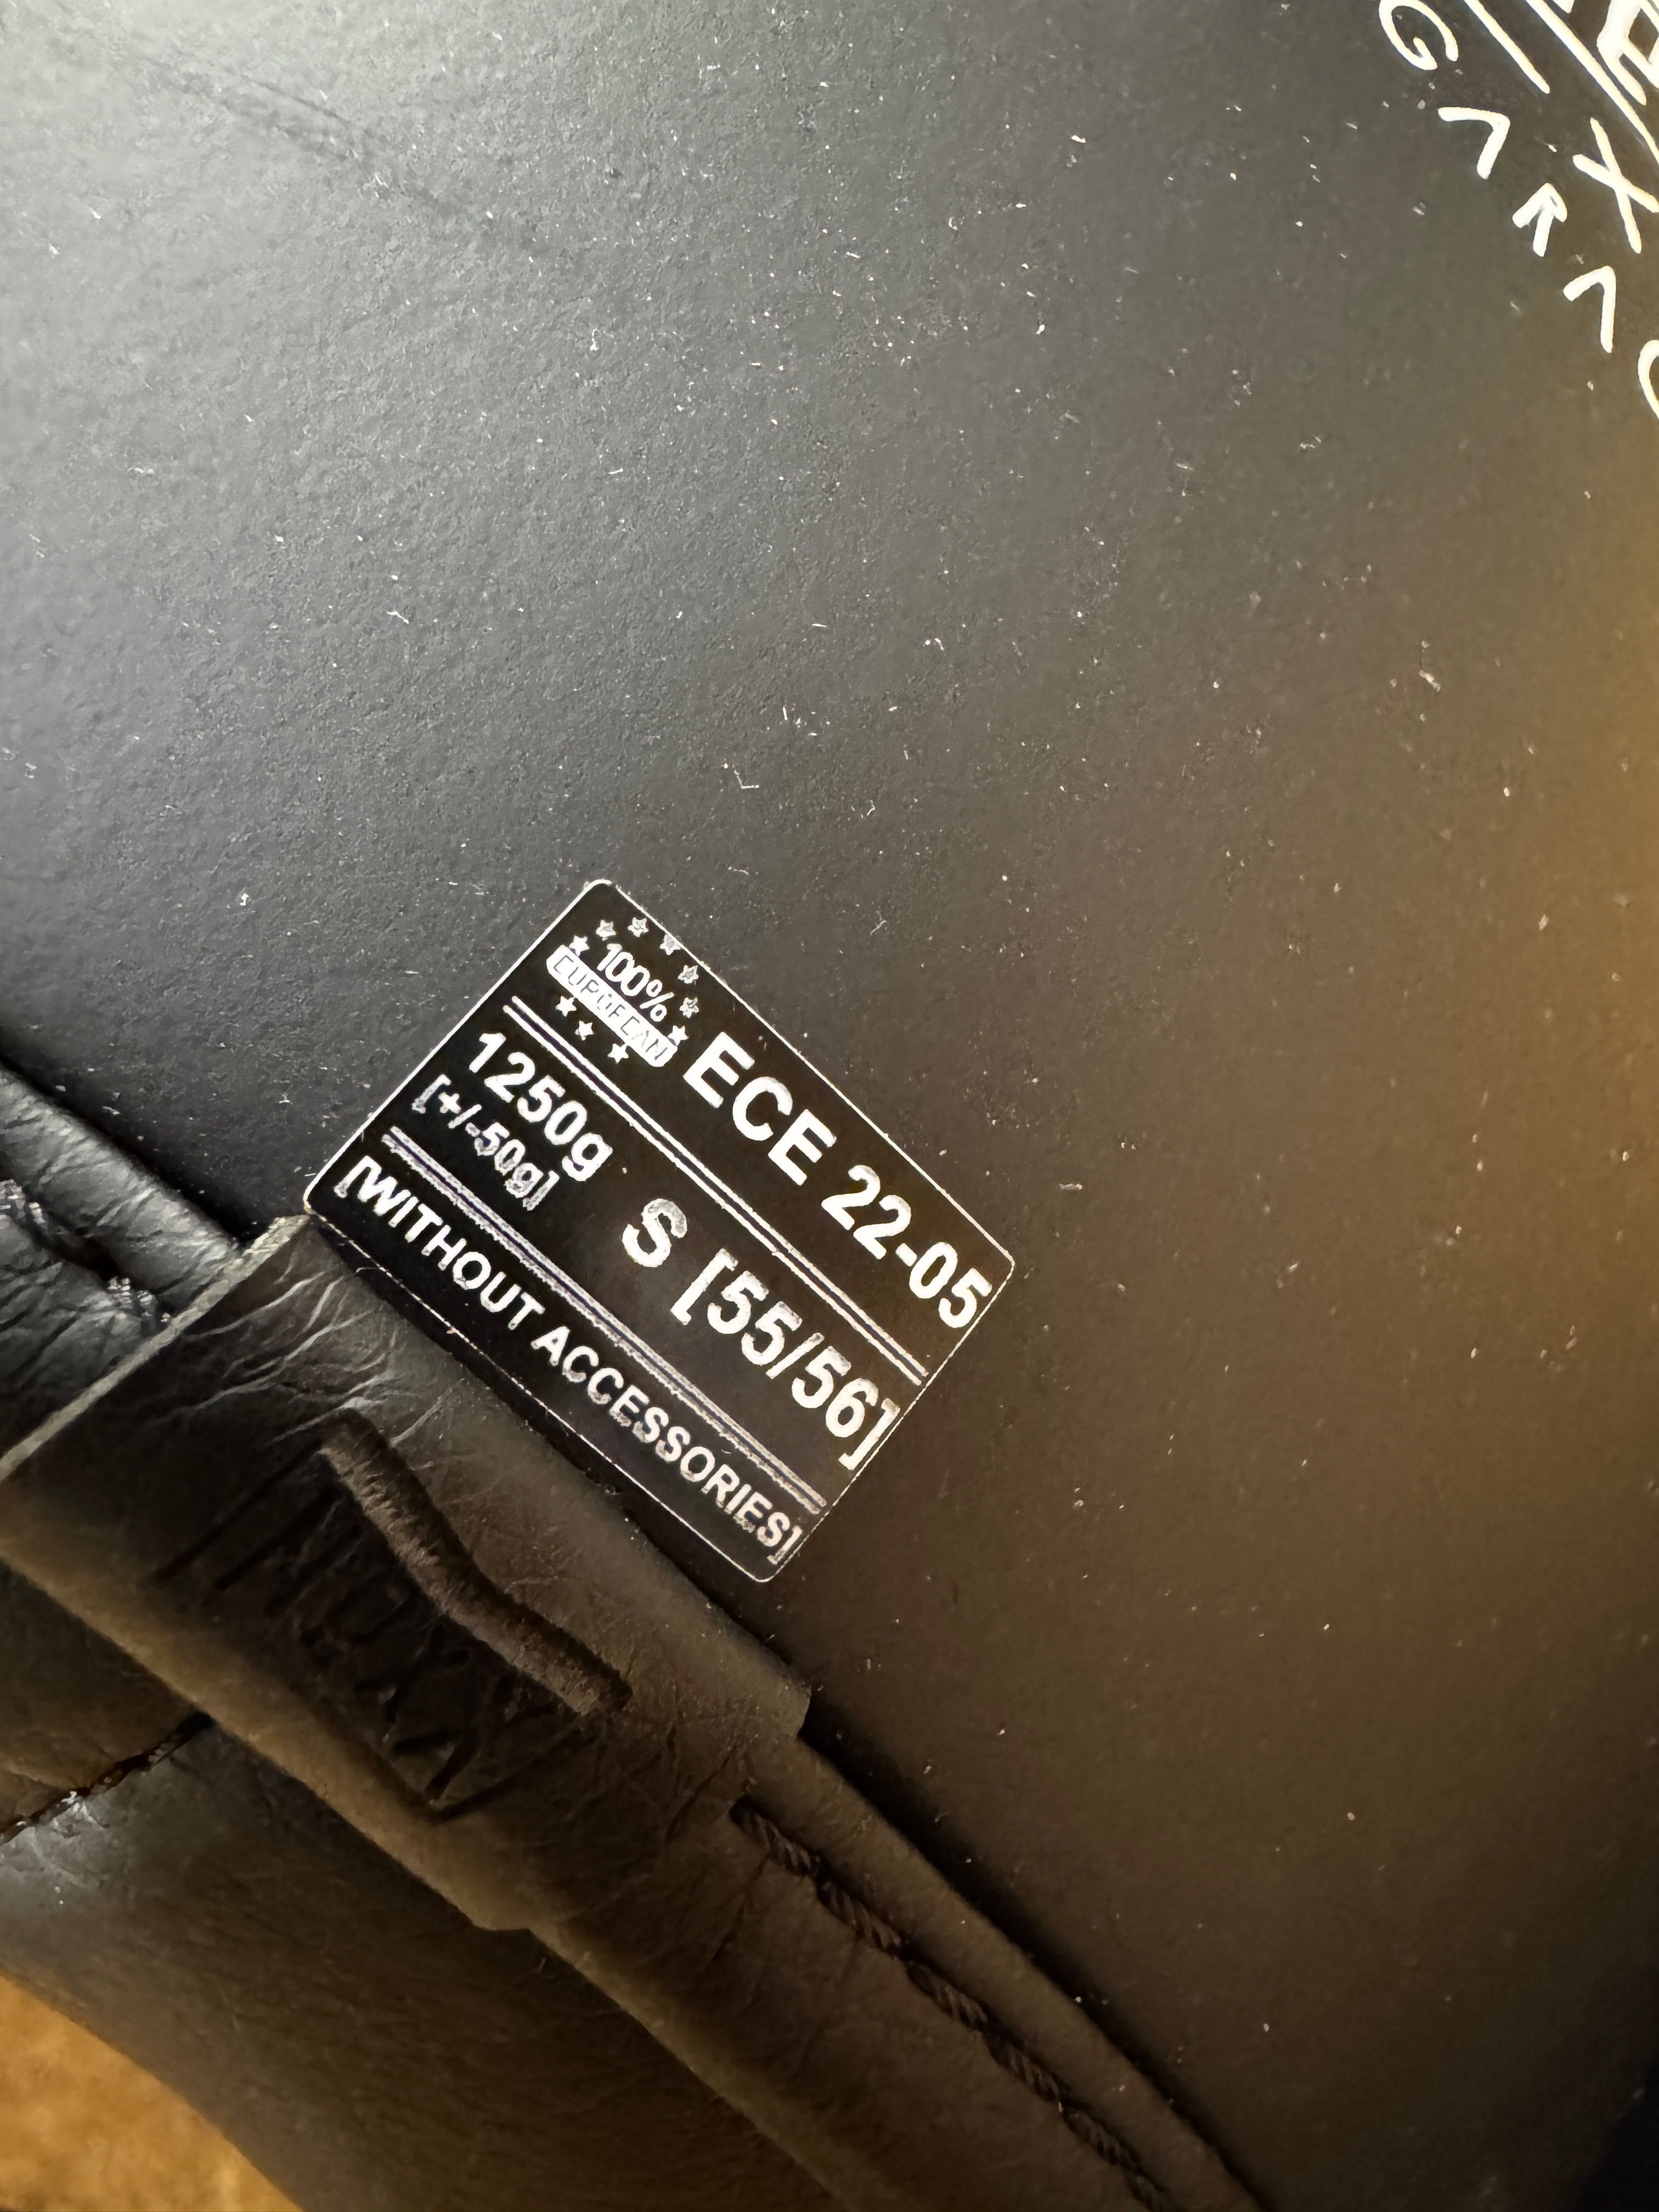 100%
EUROPEAN
ECE 22-05
1250g
[+/-50g]
S [55/56]
[WITHOUT ACCESSORIES]